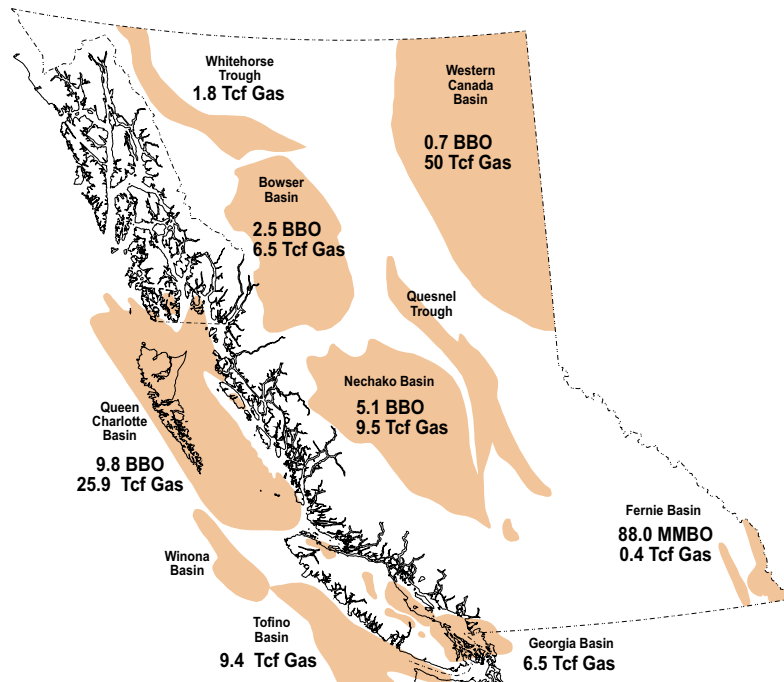 Whitehorse
Trough
1.8 Tcf Gas
Western
Canada
Basin
0.7 BBO
50 Tcf Gas
Bowser
Basin
2.5 BBO
6.5 Tcf Gas
Quesnel
Trough
Nechako Basin
5.1 BBO
9.5 Tcf Gas
Queen
Charlotte
Basin
9.8 BBO
25.9 Tcf Gas
Fernie Basin
88.0 MMBO
0.4 Tcf Gas
Winona
Basin
Tofino
Basin
9.4 Tcf Gas
Georgia Basin
6.5 Tcf Gas